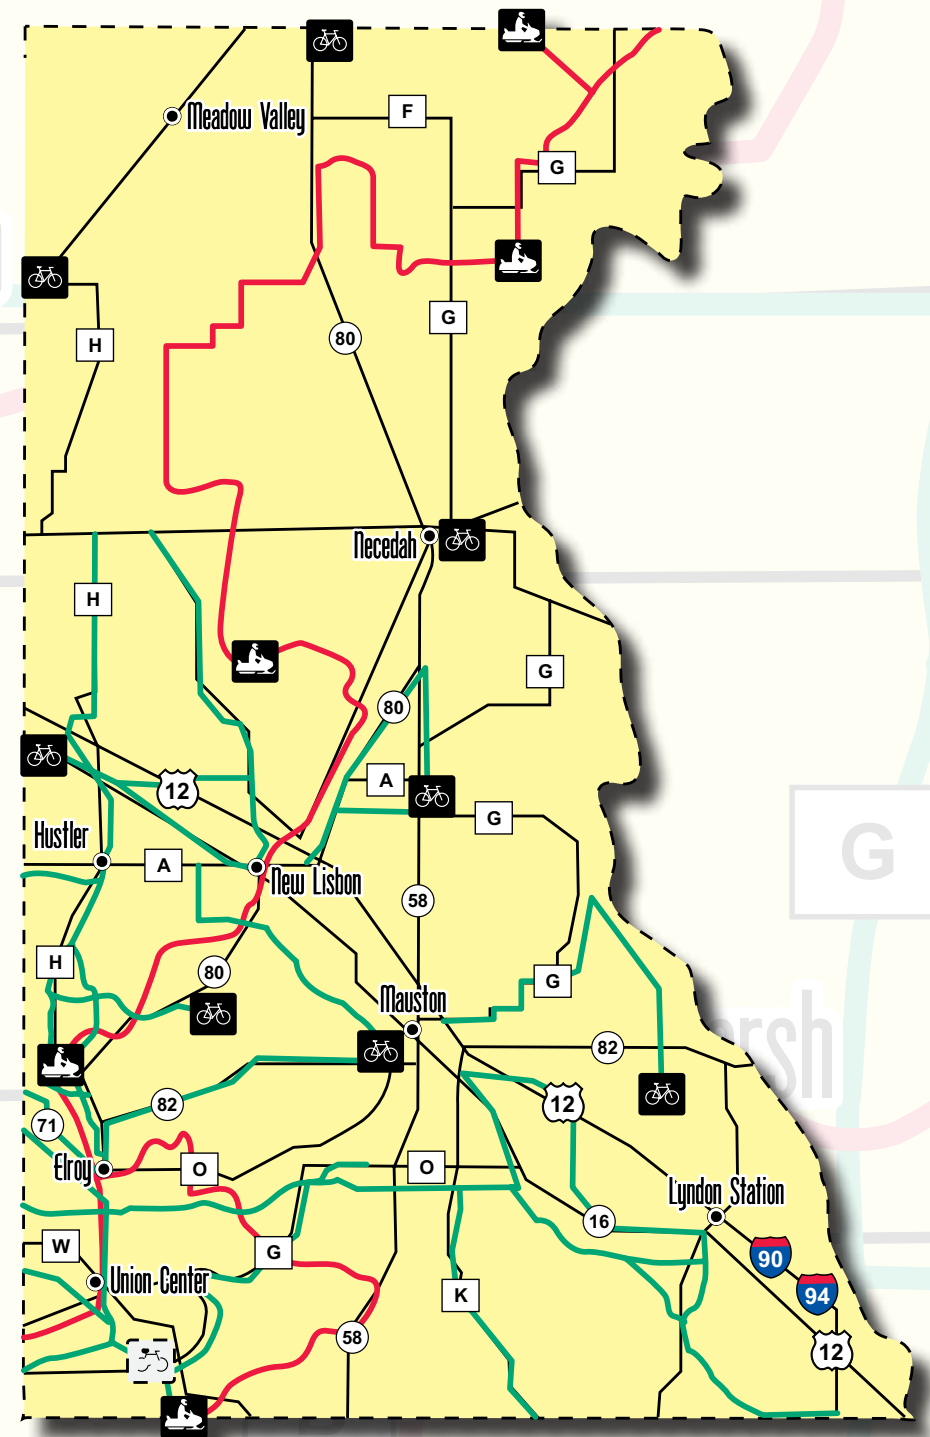 Meadow Valley
F
G
H
G
80
Necedah
H
G
80
12
A
G
G
Hustler
A
New Lisbon
58
H
80
G
Mauston
rsh
82
82
12
71
Elroy
O
O
Lyndon Station
16
W
G
90
Union Center
K
94
58
12